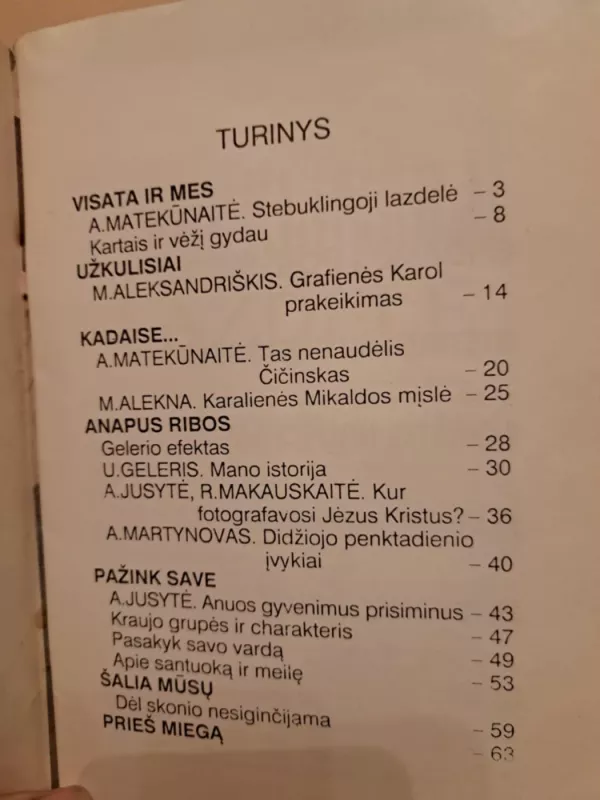 TURINYS
VISATA IR MES
A.MATEKŪNAITĖ. Stebuklingoji lazdelė – 3
Kartais ir vėžį gydau – 8
UŽKULISIAI
M.ALEKSANDRIŠKIS. Grafienės Karol
prakeikimas – 14
KADAISE...
A.MATEKŪNAITĖ. Tas nenaudėlis
Čičinskas – 20
M.ALEKNA. Karalienės Mikaldos mįslė – 25
ANAPUS RIBOS
Gelerio efektas – 28
U.GELERIS. Mano istorija – 30
A.JUSYTĖ, R.MAKAUSKAITĖ. Kur
fotografavosi Jėzus Kristus? – 36
A.MARTYNOVAS. Didžiojo penktadienio
įvykiai – 40
PAŽINK SAVE
A.JUSYTĖ. Anuos gyvenimus prisiminus – 43
Kraujo grupės ir charakteris – 47
Pasakyk savo vardą – 49
Apie santuoką ir meilę – 53
ŠALIA MŪSŲ
Dėl skonio nesiginčijama – 59
PRIEŠ MIEGĄ – 63